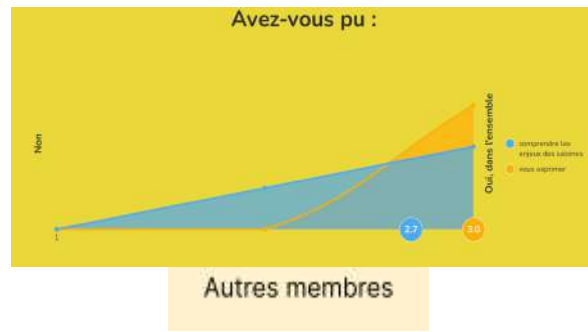 Avez-vous pu :
Non
Oui, dans l'ensemble
comprendre les
enjeux des saisines
vous exprimer
1
2.7
3.0
Autres membres